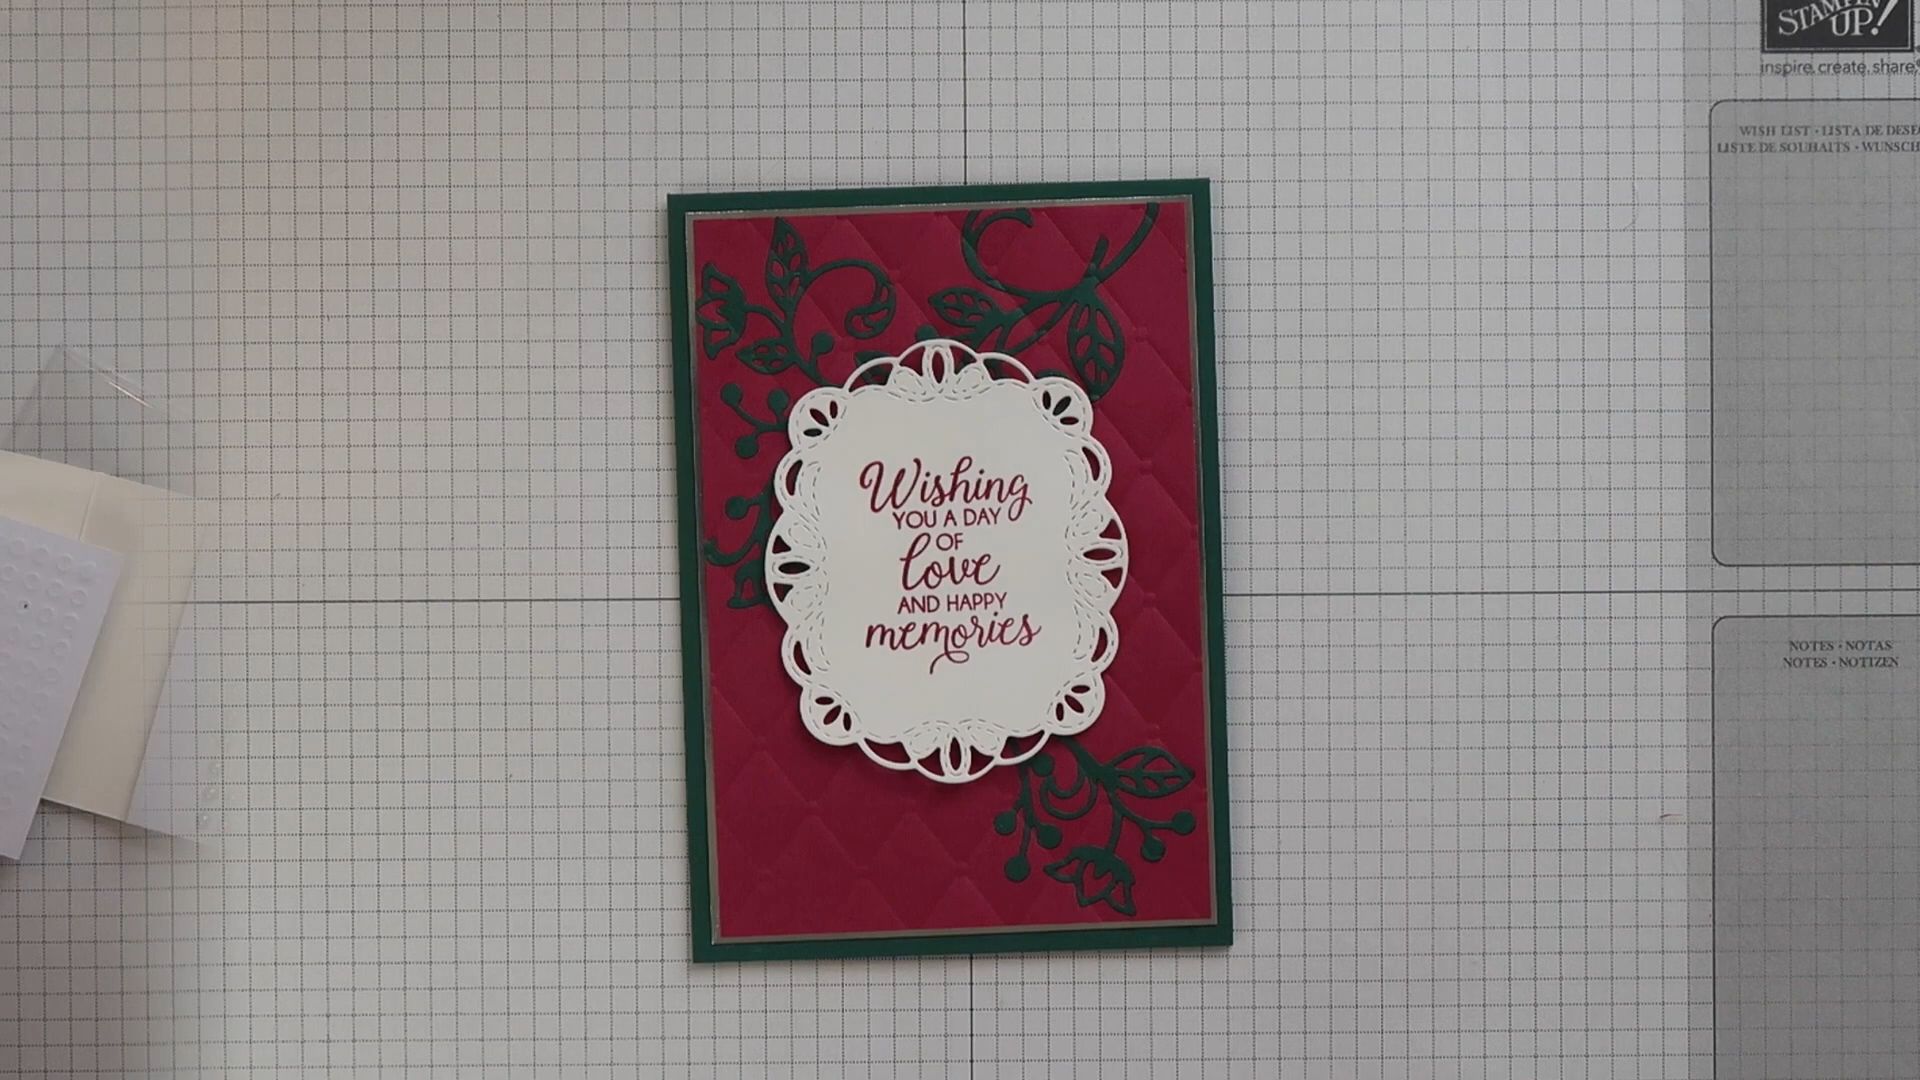 STAMPIN'
UP!
inspire.create.share
WISH LIST · LISTA DE DESE
LISTE DE SOUHAITS · WUNSCH
Wishing
YOU A DAY
OF
love
AND HAPPY
memories
NOTES · NOTAS
NOTES · NOTIZEN